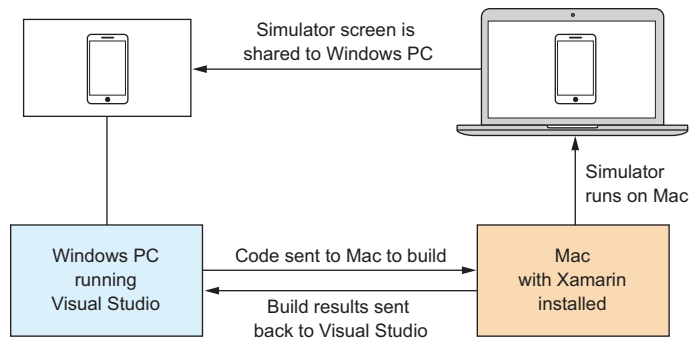 Simulator screen is
shared to Windows PC
Simulator
runs on Mac
Windows PC
running
Visual Studio
Code sent to Mac to build
Build results sent
back to Visual Studio
Mac
with Xamarin
installed